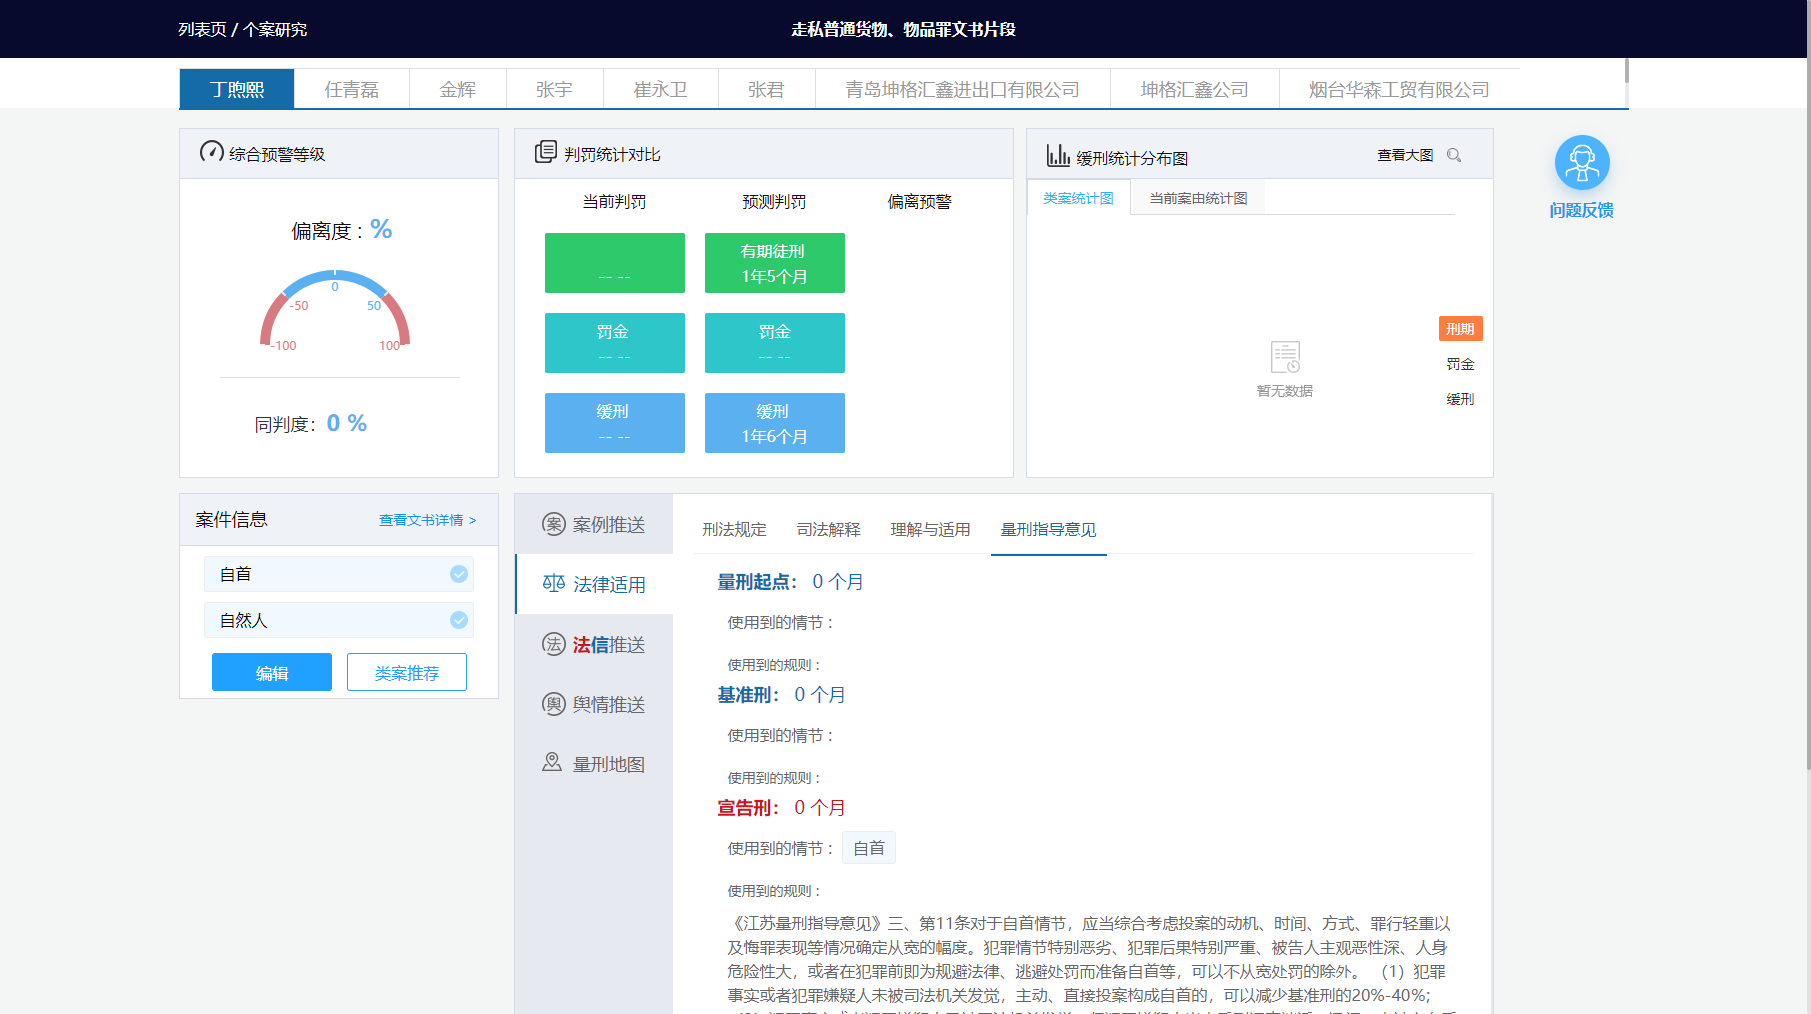 列表页 / 个案研究
走私普通货物、物品罪文书片段
丁煦熙 任青磊 金辉 张宇 崔永卫 张君 青岛坤格汇鑫进出口有限公司 坤格汇鑫公司 烟台华森工贸有限公司
综合预警等级
偏离度：%
0
-50 50
-100 100
同判度：0 %
判罚统计对比
当前判罚 预测判罚 偏离预警
有期徒刑
-- -- 1年5个月
罚金 罚金
-- -- -- --
缓刑 缓刑
-- -- 1年6个月
缓刑统计分布图 查看大图
类案统计图 当前案由统计图
暂无数据
刑期
罚金
缓刑
问题反馈
案件信息 查看文书详情 >
自首
自然人
编辑 类案推荐
案 案例推送
法律适用
法 法信推送
舆 舆情推送
量刑地图
刑法规定 司法解释 理解与适用 量刑指导意见
量刑起点： 0 个月
使用到的情节：
使用到的规则：
基准刑： 0 个月
使用到的情节：
使用到的规则：
宣告刑： 0 个月
使用到的情节： 自首
使用到的规则：
《江苏量刑指导意见》三、第11条对于自首情节，应当综合考虑投案的动机、时间、方式、罪行轻重以
及悔罪表现等情况确定从宽的幅度。犯罪情节特别恶劣、犯罪后果特别严重、被告人主观恶性深、人身
危险性大，或者在犯罪前即为规避法律、逃避处罚而准备自首等，可以不从宽处罚的除外。 （1）犯罪
事实或者犯罪嫌疑人未被司法机关发觉，主动、直接投案构成自首的，可以减少基准刑的20%-40%；